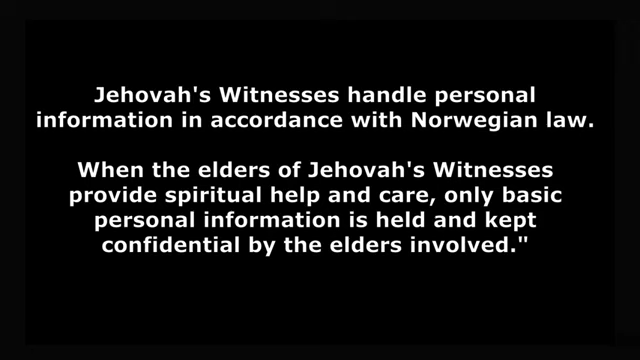 Jehovah's Witnesses handle personal
information in accordance with Norwegian law.
When the elders of Jehovah's Witnesses
provide spiritual help and care, only basic
personal information is held and kept
confidential by the elders involved."